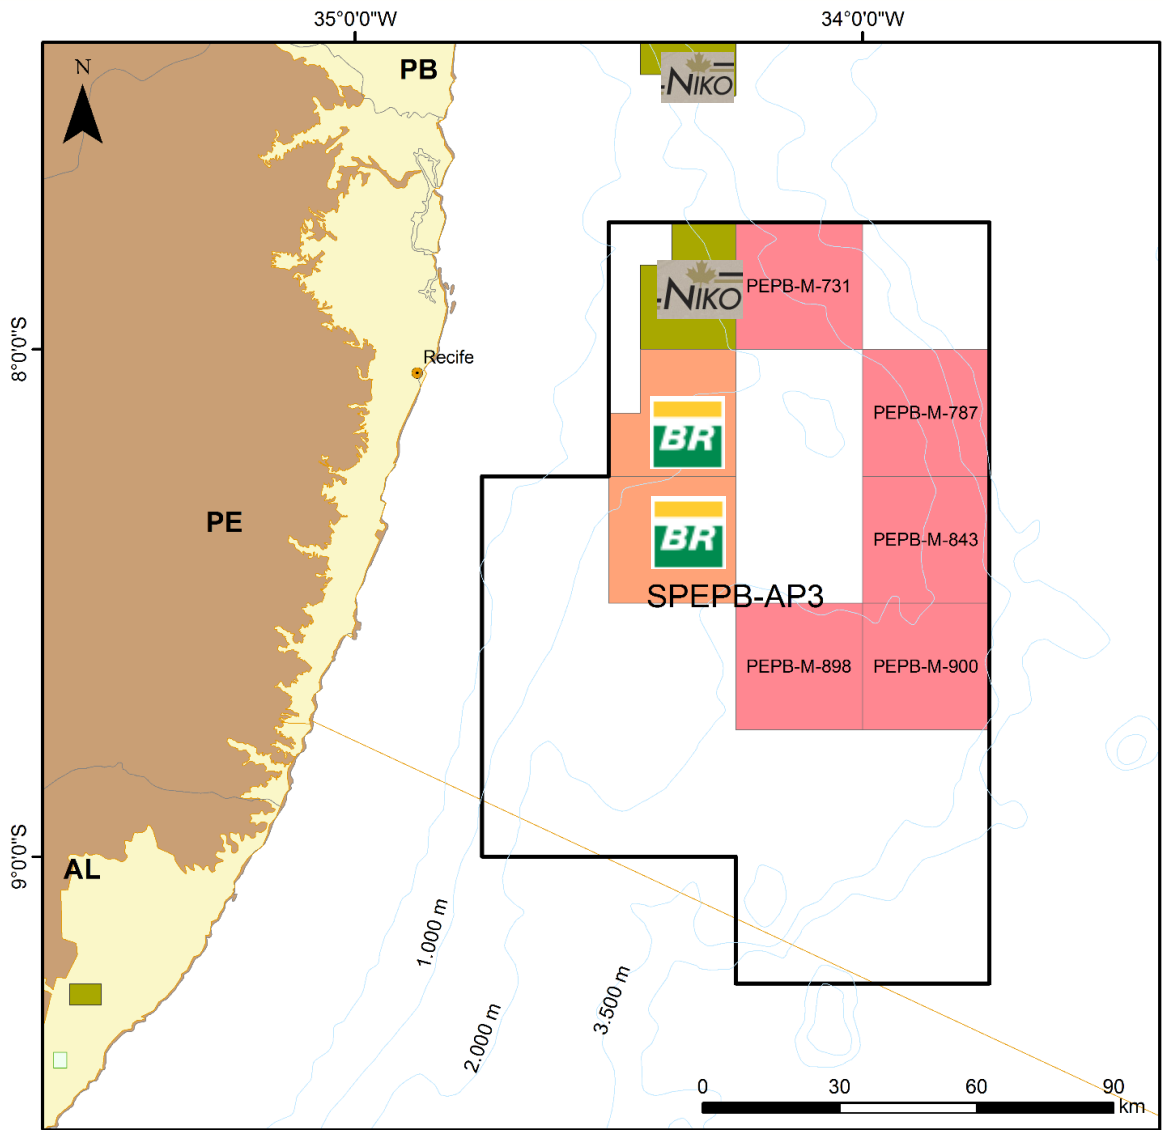 35°0'0"W
34°0'0"W
N
PB
NIKO
NIKO
PEPB-M-731
8°0'0"S
Recife
BR
PEPB-M-787
PE
BR
PEPB-M-843
SPEPB-AP3
PEPB-M-898
PEPB-M-900
9°0'0"S
AL
1.000 m
2.000 m
3.500 m
0 30 60 90
km